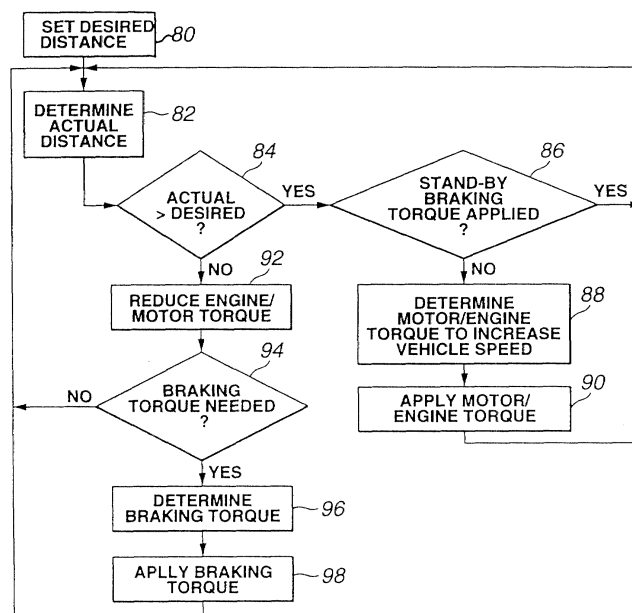 SET DESIRED
DISTANCE
80
DETERMINE
ACTUAL
DISTANCE
82
84
ACTUAL
> DESIRED
?
YES
NO
86
STAND-BY
BRAKING
TORQUE APPLIED
?
YES
NO
92
REDUCE ENGINE/
MOTOR TORQUE
88
DETERMINE
MOTOR/ENGINE
TORQUE TO INCREASE
VEHICLE SPEED
94
BRAKING
TORQUE NEEDED
?
NO
YES
90
APPLY MOTOR/
ENGINE TORQUE
DETERMINE
BRAKING TORQUE
96
APLLY BRAKING
TORQUE
98